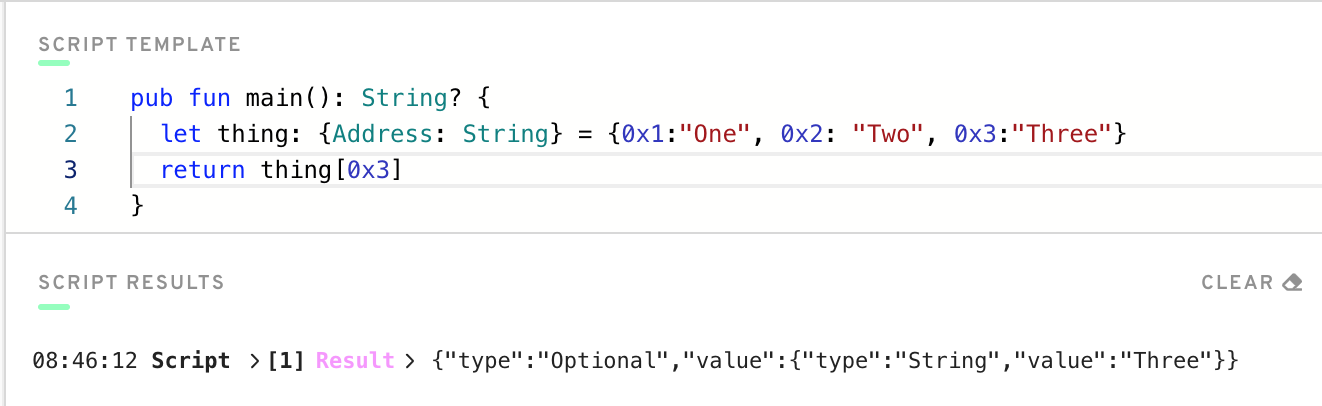 SCRIPT TEMPLATE
1 pub fun main(): String? {
2 let thing: {Address: String} = {0x1:"One", 0x2: "Two", 0x3:"Three"}
3 return thing[0x3]
4 }
SCRIPT RESULTS CLEAR
08:46:12 Script >[1] Result > {"type":"Optional","value":{"type":"String","value":"Three"}}